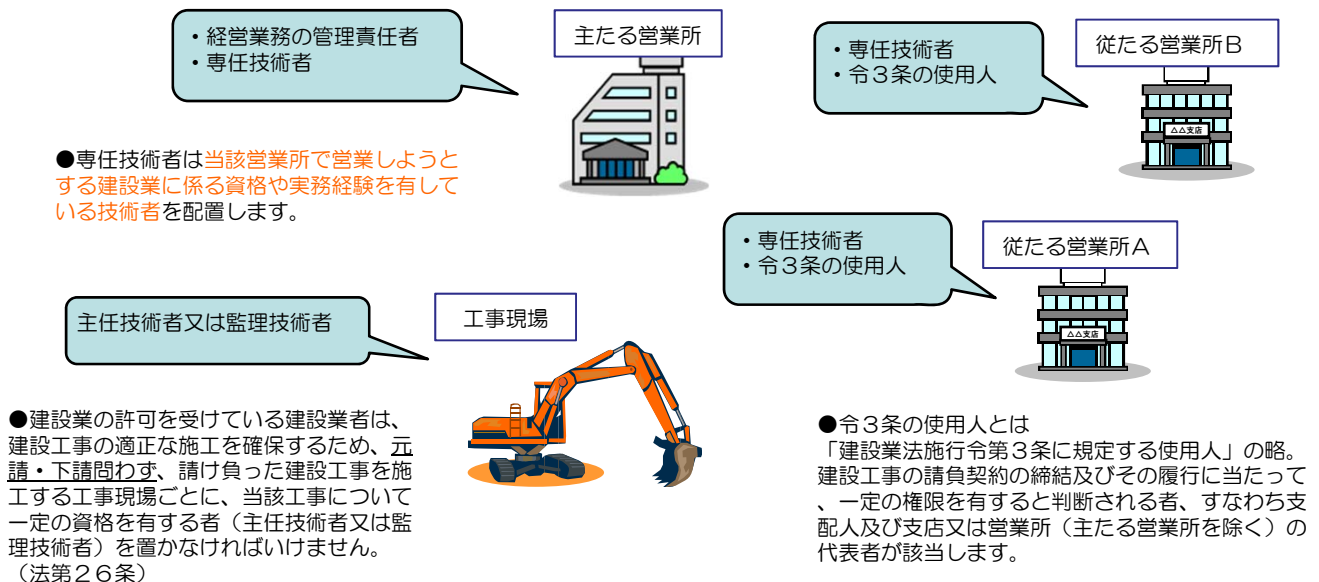 ・経営業務の管理責任者
・専任技術者
主たる営業所
・専任技術者
・令３条の使用人
従たる営業所Ｂ
△△支店
●専任技術者は当該営業所で営業しようと
する建設業に係る資格や実務経験を有して
いる技術者を配置します。
・専任技術者
・令３条の使用人
従たる営業所Ａ
△△支店
主任技術者又は監理技術者
工事現場
●建設業の許可を受けている建設業者は、
建設工事の適正な施工を確保するため、元
請・下請問わず、請け負った建設工事を施
工する工事現場ごとに、当該工事について
一定の資格を有する者（主任技術者又は監
理技術者）を置かなければいけません。
（法第２６条）
●令３条の使用人とは
「建設業法施行令第３条に規定する使用人」の略。
建設工事の請負契約の締結及びその履行に当たって
、一定の権限を有すると判断される者、すなわち支
配人及び支店又は営業所（主たる営業所を除く）の
代表者が該当します。